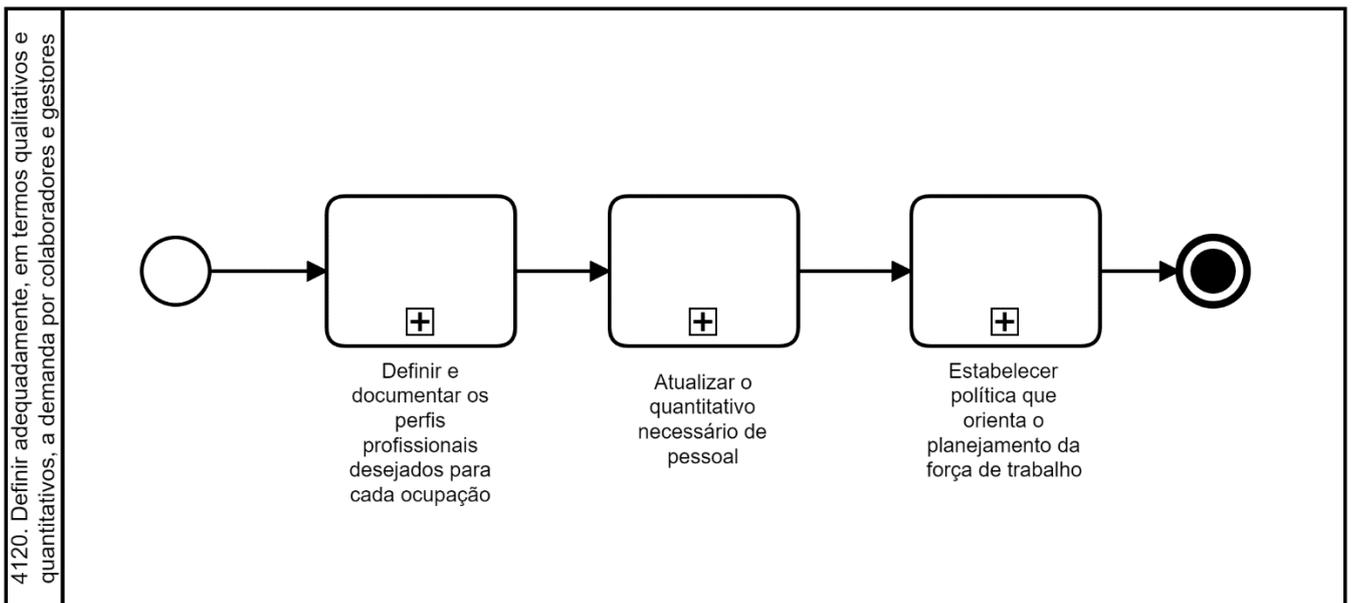 4120. Definir adequadamente, em termos qualitativos e
quantitativos, a demanda por colaboradores e gestores
Definir e
documentar os
perfis
profissionais
desejados para
cada ocupação
Atualizar o
quantitativo
necessário de
pessoal
Estabelecer
política que
orienta o
planejamento da
força de trabalho